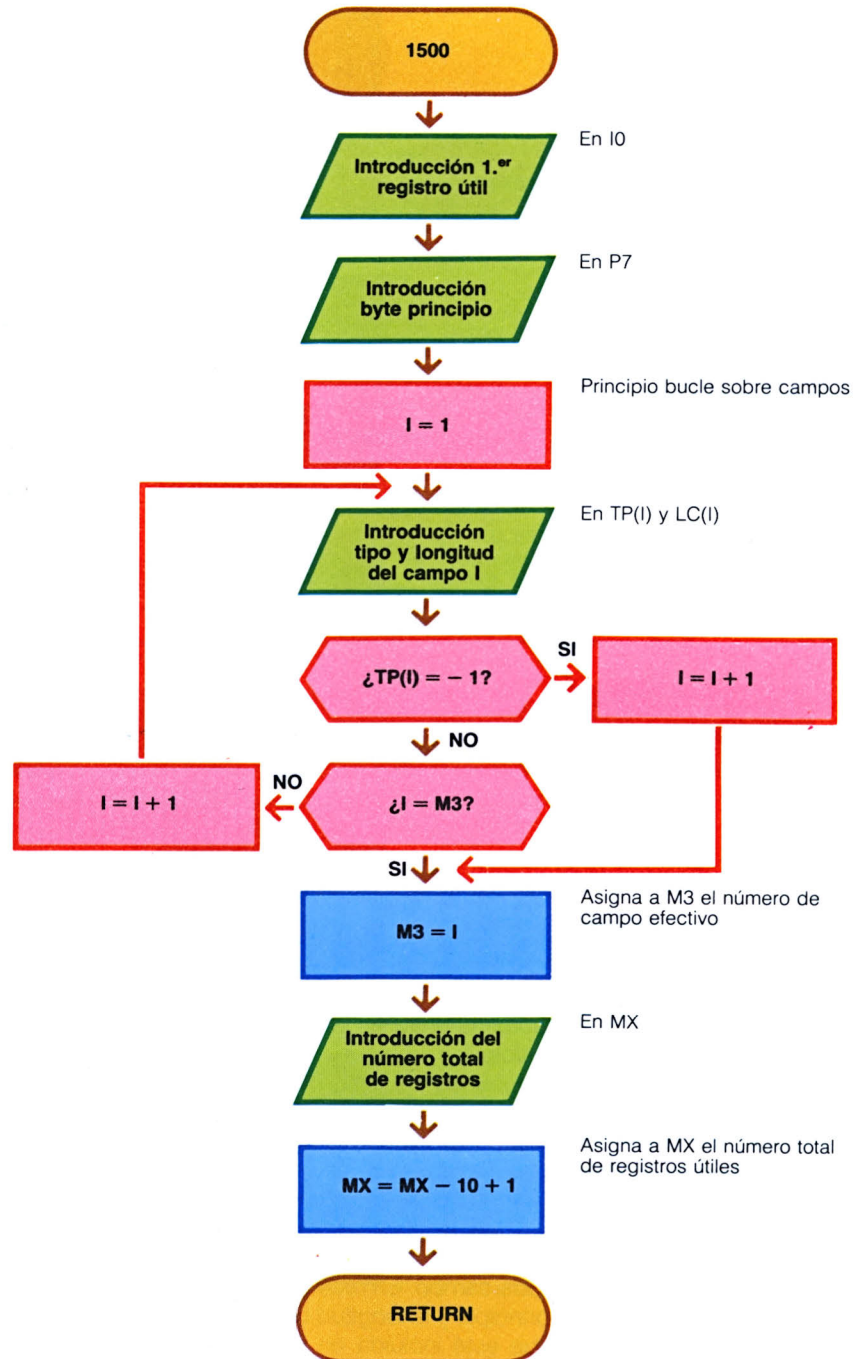 1500
En I0
Introducción 1.er
registro útil
En P7
Introducción
byte principio
Principio bucle sobre campos
I = 1
En TP(I) y LC(I)
Introducción
tipo y longitud
del campo I
SI
¿TP(I) = – 1?
I = I + 1
NO
NO
I = I + 1
¿I = M3?
SI
Asigna a M3 el número de
campo efectivo
M3 = I
En MX
Introducción del
número total
de registros
Asigna a MX el número total
de registros útiles
MX = MX – 10 + 1
RETURN